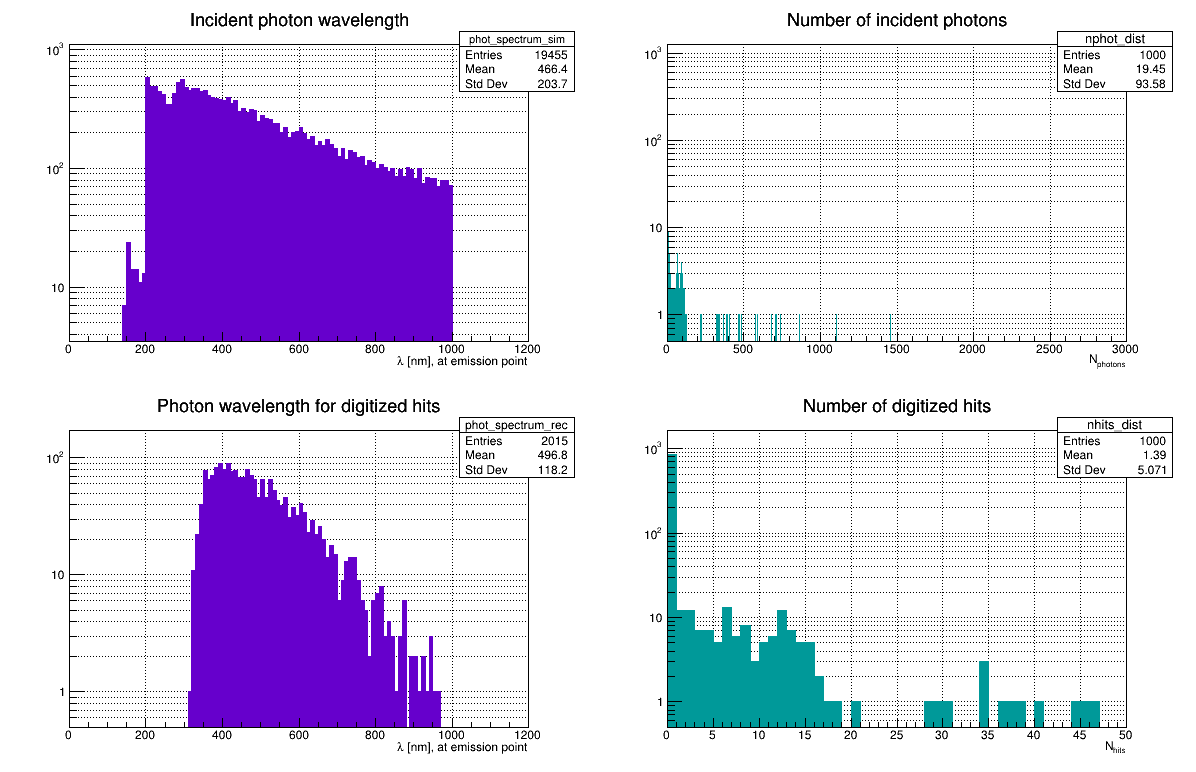 Incident photon wavelength
phot_spectrum_sim
Entries 19455
Mean 466.4
Std Dev 203.7
10³
10²
10
0 200 400 600 800 1000 1200
λ [nm], at emission point
Number of incident photons
nphot_dist
Entries 1000
Mean 19.45
Std Dev 93.58
10³
10²
10
1
0 500 1000 1500 2000 2500 3000
Nphotons
Photon wavelength for digitized hits
phot_spectrum_rec
Entries 2015
Mean 496.8
Std Dev 118.2
10²
10
1
0 200 400 600 800 1000 1200
λ [nm], at emission point
Number of digitized hits
nhits_dist
Entries 1000
Mean 1.39
Std Dev 5.071
10³
10²
10
1
0 5 10 15 20 25 30 35 40 45 50
Nhits